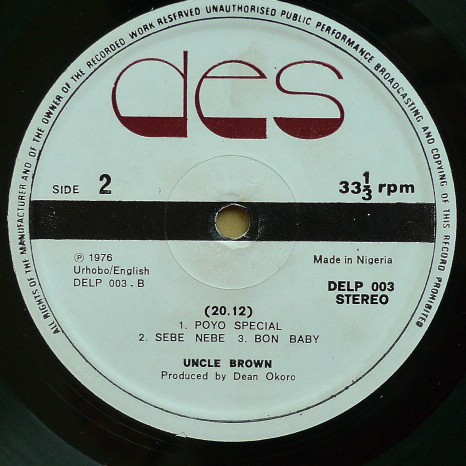 ALL RIGHTS OF THE MANUFACTURER AND OF THE OWNER OF THE RECORDED WORK RESERVED UNAUTHORISED PUBLIC PERFORMANCE BROADCASTING AND COPYING OF THIS RECORD PROHIBITED
des
SIDE 2
33 1/3 rpm
℗ 1976
Urhobo/English
DELP 003 - B
Made in Nigeria
DELP 003
STEREO
(20.12)
1. POYO SPECIAL
2. SEBE NEBE 3. BON BABY
UNCLE BROWN
Produced by Dean Okoro